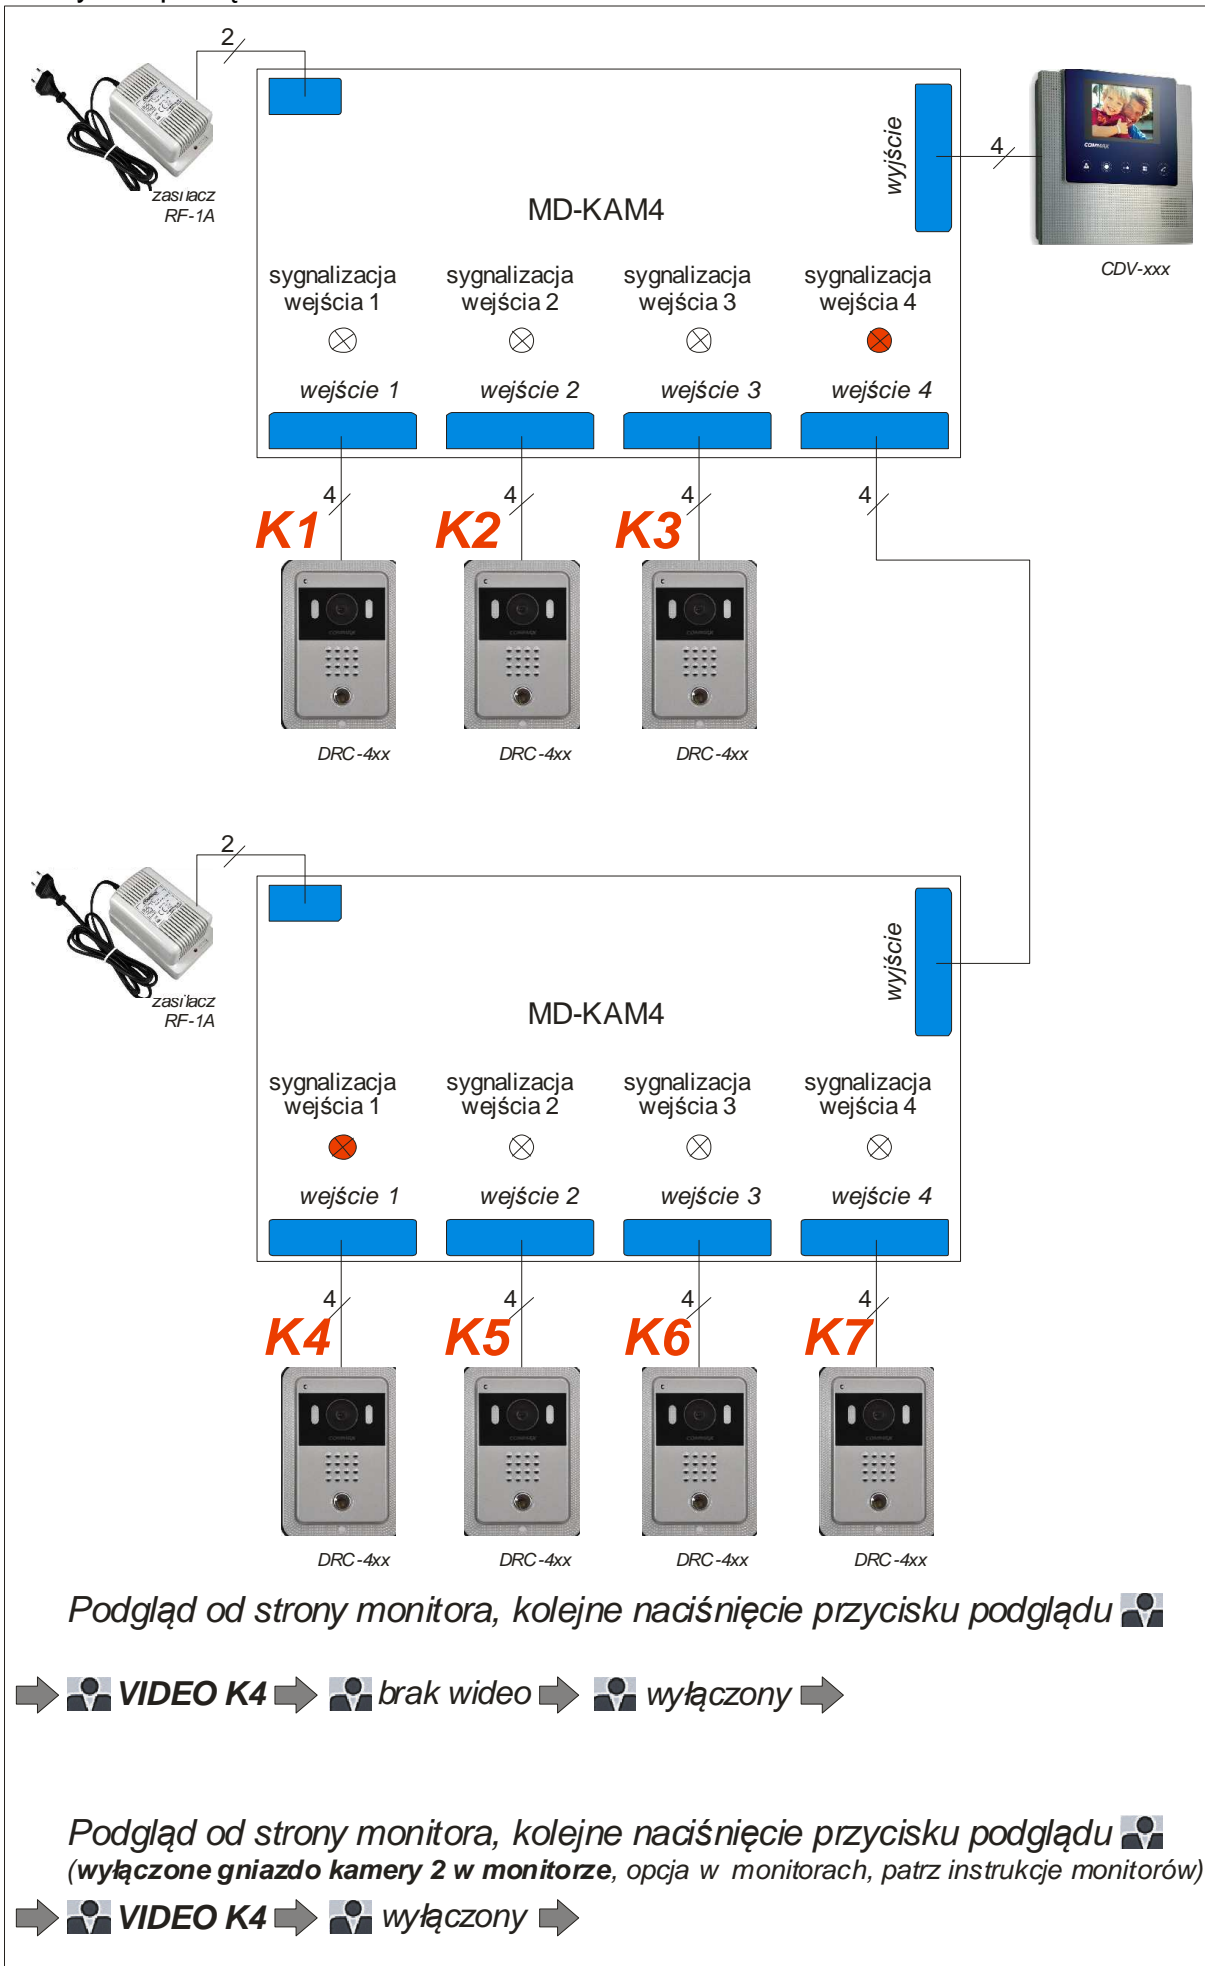 2
zasilacz
RF-1A
wyjście
4
COMMAX
CDV-xxx
MD-KAM4
sygnalizacja
wejścia 1
sygnalizacja
wejścia 2
sygnalizacja
wejścia 3
sygnalizacja
wejścia 4
wejście 1
wejście 2
wejście 3
wejście 4
4
4
4
4
K1
K2
K3
DRC-4xx
DRC-4xx
DRC-4xx
2
zasilacz
RF-1A
wyjście
MD-KAM4
sygnalizacja
wejścia 1
sygnalizacja
wejścia 2
sygnalizacja
wejścia 3
sygnalizacja
wejścia 4
wejście 1
wejście 2
wejście 3
wejście 4
4
4
4
4
K4
K5
K6
K7
DRC-4xx
DRC-4xx
DRC-4xx
DRC-4xx
Podgląd od strony monitora, kolejne naciśnięcie przycisku podglądu
VIDEO K4 brak wideo wyłączony
Podgląd od strony monitora, kolejne naciśnięcie przycisku podglądu
(wyłączone gniazdo kamery 2 w monitorze, opcja w monitorach, patrz instrukcje monitorów)
VIDEO K4 wyłączony